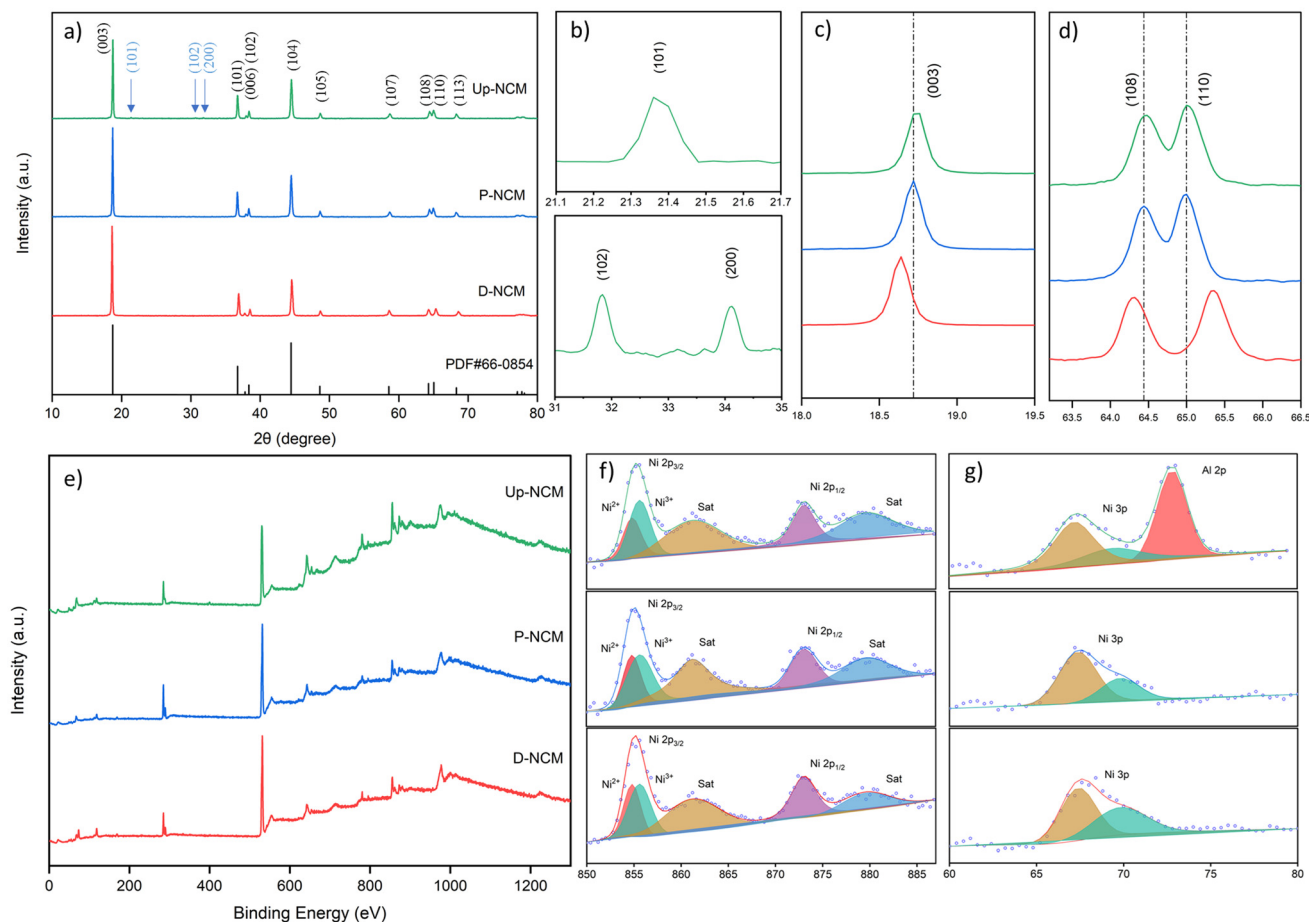 a)
(003)
(101)
(102)
(200)
(101)
(006)
(102)
(104)
(105)
(107)
(108)
(110)
(113)
Up-NCM
P-NCM
D-NCM
PDF#66-0854
Intensity (a.u.)
10 20 30 40 50 60 70 80
2θ (degree)
b)
(101)
21.1 21.2 21.3 21.4 21.5 21.6 21.7
(102)
(200)
31 32 33 34 35
c)
(003)
18.0 18.5 19.0 19.5
d)
(108)
(110)
63.5 64.0 64.5 65.0 65.5 66.0 66.5
e)
Up-NCM
P-NCM
D-NCM
Intensity (a.u.)
0 200 400 600 800 1000 1200
Binding Energy (eV)
f)
Ni 2p3/2
Ni²⁺
Ni³⁺
Sat
Ni 2p1/2
Sat
Ni 2p3/2
Ni²⁺
Ni³⁺
Sat
Ni 2p1/2
Sat
Ni 2p3/2
Ni²⁺
Ni³⁺
Sat
Ni 2p1/2
Sat
850 855 860 865 870 875 880 885
g)
Ni 3p
Al 2p
Ni 3p
Ni 3p
60 65 70 75 80